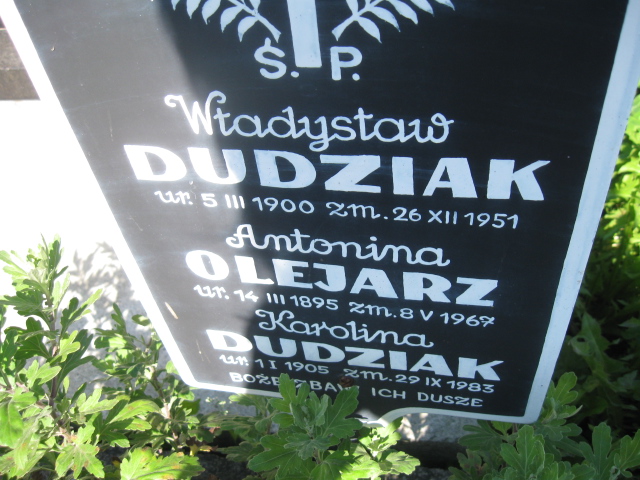 Ś. P.
Władysław
DUDZIAK
ur. 5 III 1900 zm. 26 XII 1951
Antonina
OLEJARZ
ur. 14 III 1895 zm. 8 V 1967
Karolina
DUDZIAK
ur. 1 I 1905 zm. 29 IX 1983
BOŻE ZBAW ICH DUSZE